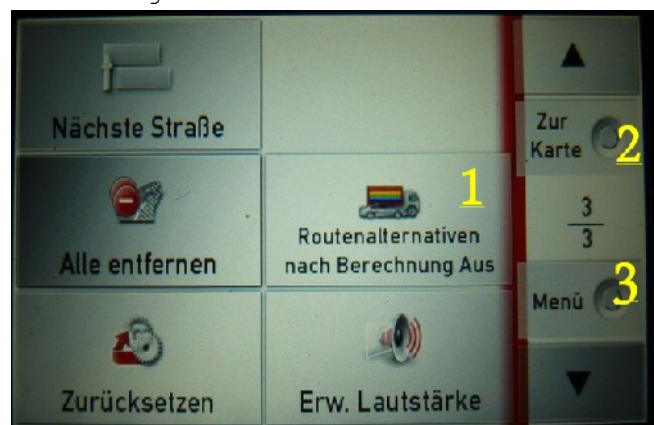 Nächste Straße
Zur
Karte
2
1
Alle entfernen
Routenalternativen
nach Berechnung Aus
3
3
Menü
3
Zurücksetzen
Erw. Lautstärke